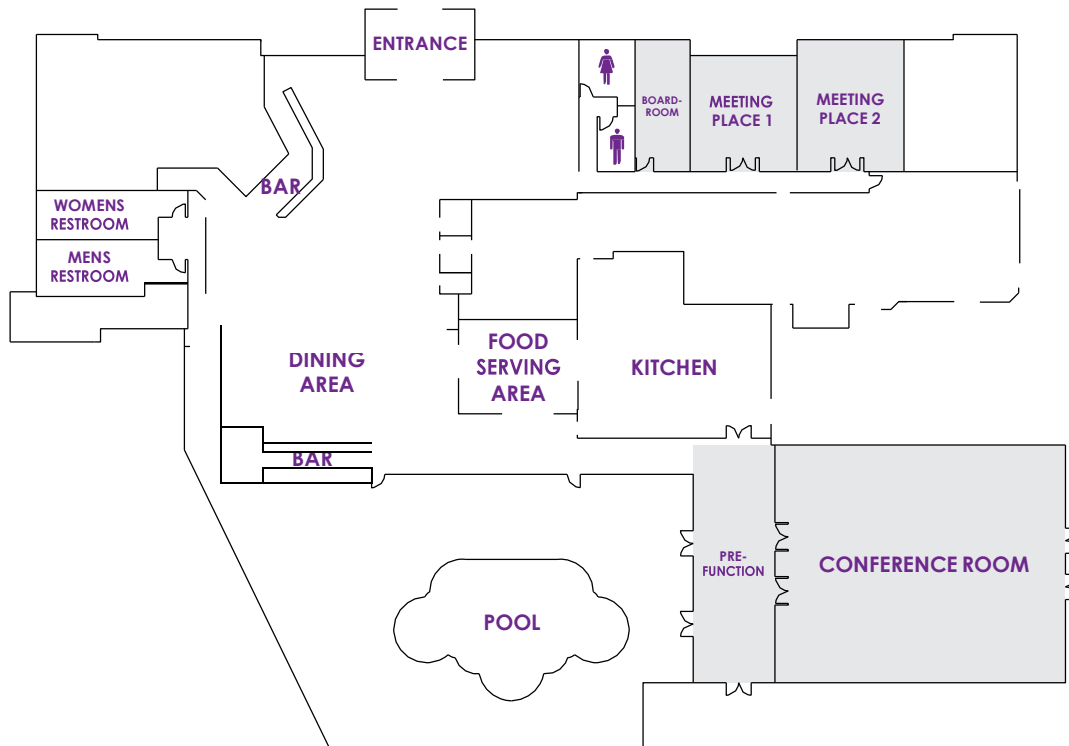 ENTRANCE
BOARD-
ROOM
MEETING
PLACE 1
MEETING
PLACE 2
BAR
WOMENS
RESTROOM
MENS
RESTROOM
DINING
AREA
FOOD
SERVING
AREA
KITCHEN
BAR
PRE-
FUNCTION
CONFERENCE ROOM
POOL